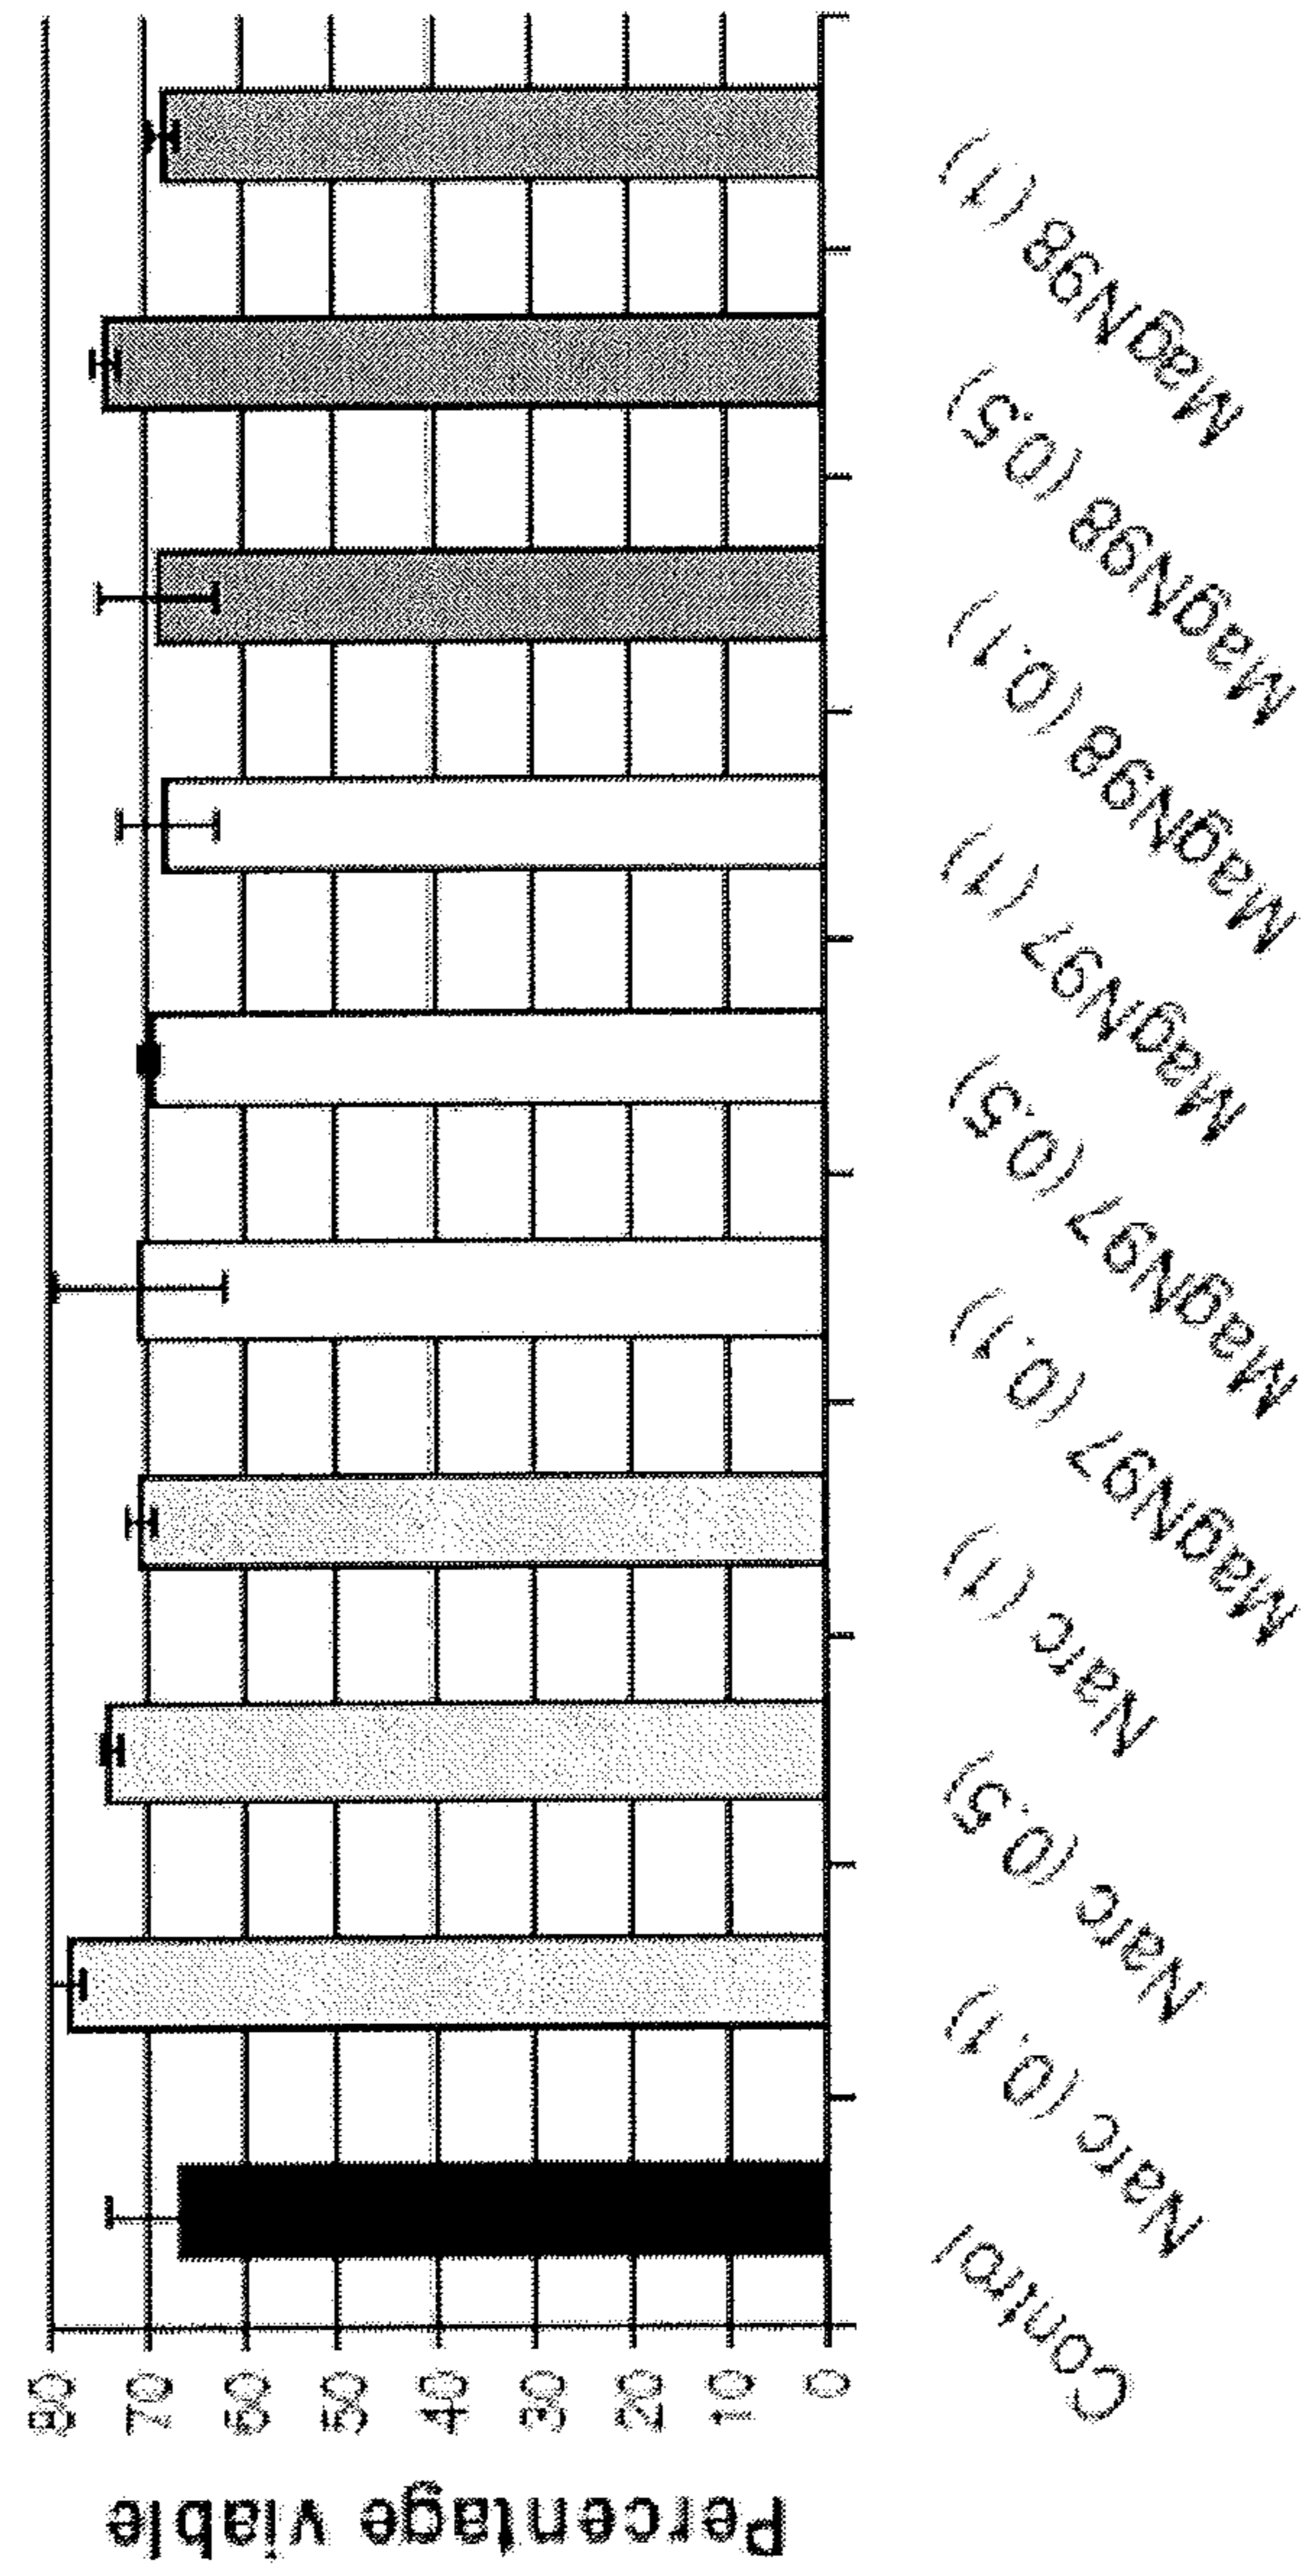 Percentage viable
80
70
60
50
40
30
20
10
0
Control
Narc (0.1)
Narc (0.5)
Narc (1)
MagN97 (0.1)
MagN97 (0.5)
MagN97 (1)
MagN98 (0.1)
MagN98 (0.5)
MagN98 (1)